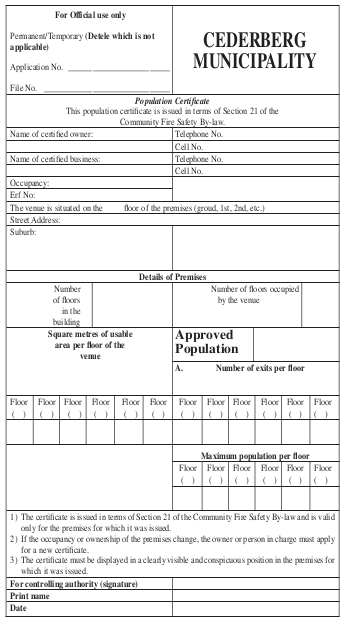 For Official use only
Permanent/Temporary (Detele which is not
applicable)
Application No.
File No.
CEDERBERG
MUNICIPALITY
Population Certificate
This population certificate is issued in terms of Section 21 of the
Community Fire Safety By-law.
Name of certified owner:
Telephone No.
Cell No.
Name of certified business:
Telephone No.
Cell No.
Occupancy:
Erf No:
The venue is situated on the floor of the premises (groud, 1st, 2nd, etc.)
Street Address:
Suburb:
Details of Premises
Number
of floors
in the
building
Number of floors occupied
by the venue
Square metres of usable
area per floor of the
venue
Approved
Population
A. Number of exits per floor
Floor Floor Floor Floor Floor Floor Floor Floor Floor Floor Floor Floor
( ) ( ) ( ) ( ) ( ) ( ) ( ) ( ) ( ) ( ) ( ) ( )
Maximum population per floor
Floor Floor Floor Floor Floor Floor
( ) ( ) ( ) ( ) ( ) ( )
1) The certificate is issued in terms of Section 21 of the Community Fire Safety By-law and is valid
only for the premises for which it was issued.
2) If the occupancy or ownership of the premises change, the owner or person in charge must apply
for a new certificate.
3) The certificate must be displayed in a clearly visible and conspicuous position in the premises for
which it was issued.
For controlling authority (signature)
Print name
Date